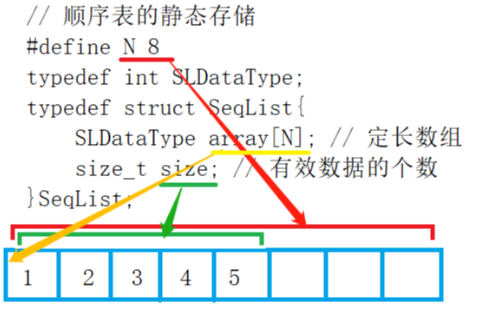 // 顺序表的静态存储
#define N 8
typedef int SLDataType;
typedef struct SeqList{
    SLDataType array[N]; // 定长数组
    size_t size; // 有效数据的个数
}SeqList;
1 2 3 4 5